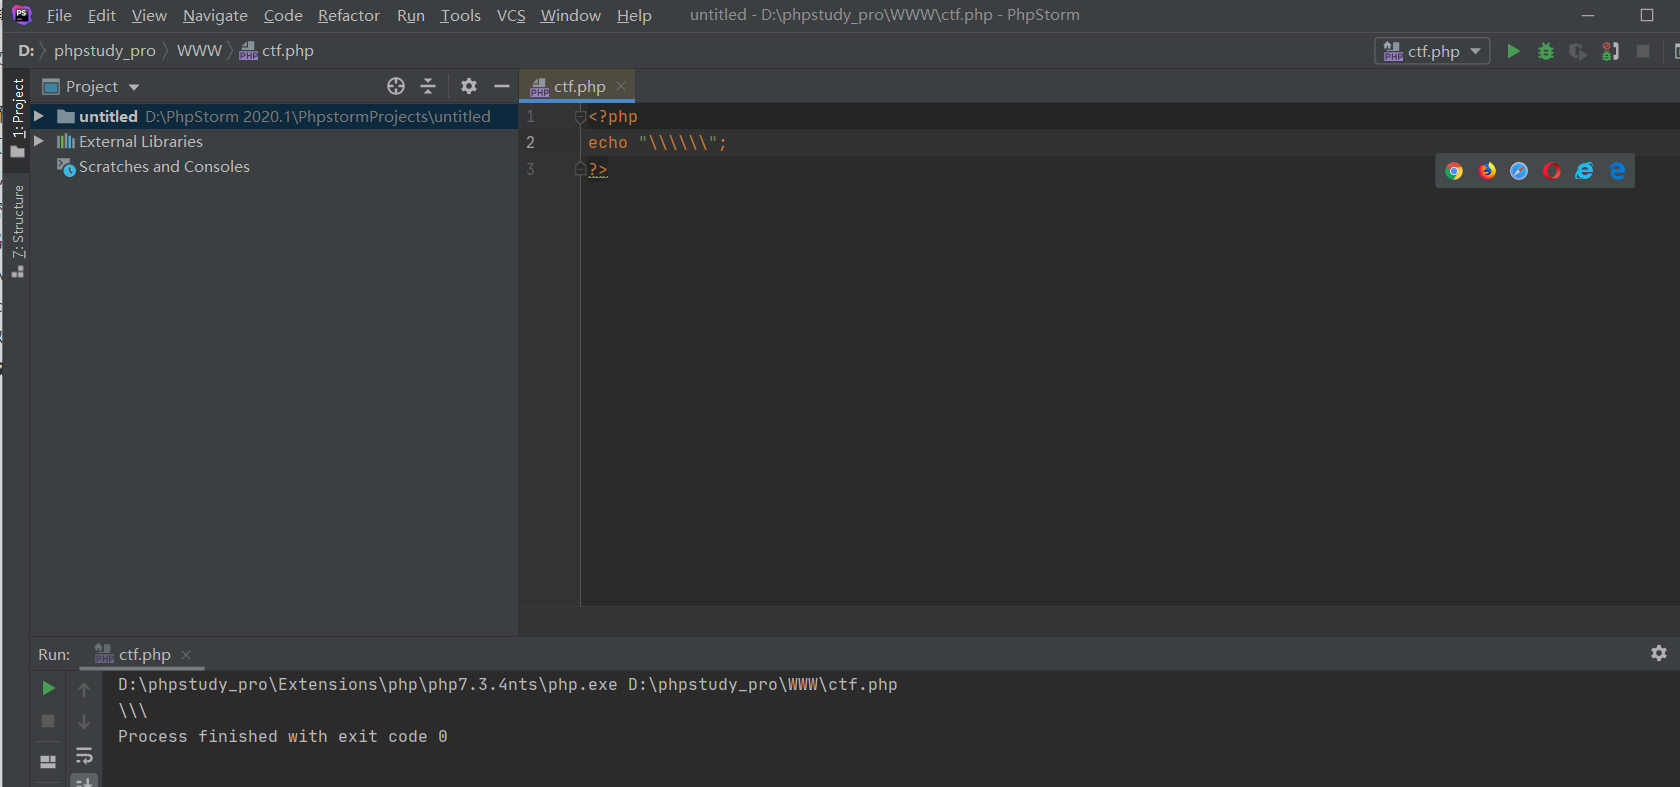 PS File Edit View Navigate Code Refactor Run Tools VCS Window Help untitled - D:\phpstudy_pro\WWW\ctf.php - PhpStorm
D: phpstudy_pro WWW ctf.php ctf.php
1: Project
Project
ctf.php
untitled D:\PhpStorm 2020.1\PhpstormProjects\untitled
External Libraries
Scratches and Consoles
Z: Structure
1 <?php
2 echo "\\\\\\";
3 ?>
Run: ctf.php
D:\phpstudy_pro\Extensions\php\php7.3.4nts\php.exe D:\phpstudy_pro\WWW\ctf.php
\\\
Process finished with exit code 0